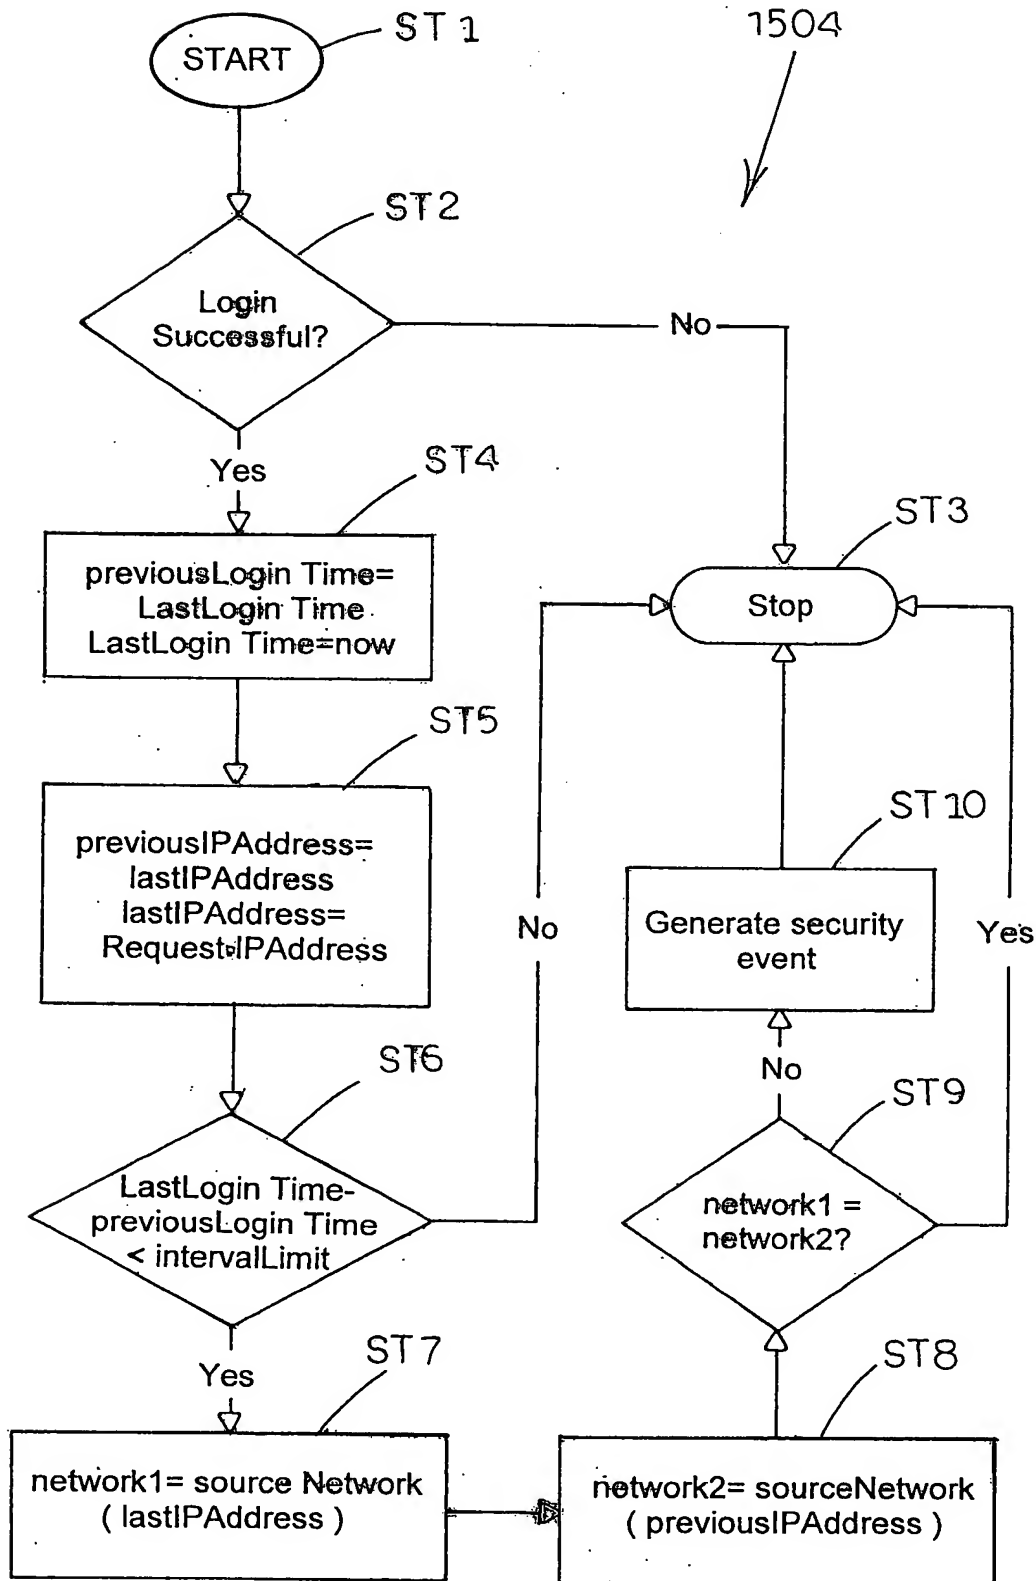 START
ST1
1504
ST2
Login
Successful?
No
Yes
ST4
previousLogin Time=
LastLogin Time
LastLogin Time=now
ST3
Stop
ST5
previousIPAddress=
lastIPAddress
lastIPAddress=
Request.IPAddress
No
ST10
Generate security
event
Yes
No
ST6
LastLogin Time-
previousLogin Time
< intervalLimit
ST9
network1 =
network2?
Yes
ST7
network1= source Network
( lastIPAddress )
ST8
network2= sourceNetwork
( previousIPAddress )